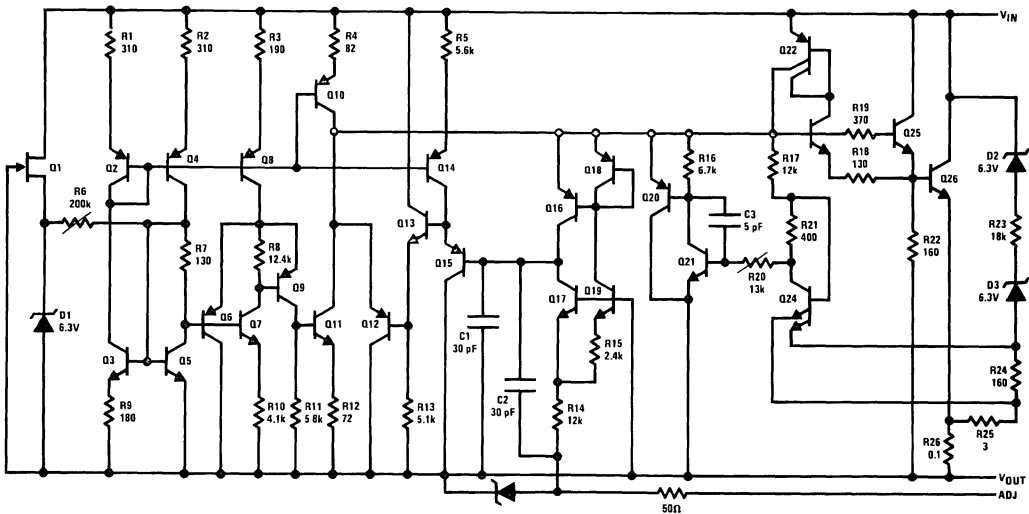 R1
310
R2
310
R3
190
R4
82
R5
5.6k
VIN
Q22
Q10
R19
370
Q25
R18
130
Q1
Q2
Q4
Q8
Q14
Q18
R16
6.7k
R17
12k
Q26
D2
6.3V
R6
200k
Q13
Q16
Q20
C3
5 pF
R21
400
R22
160
R23
18k
R7
130
R8
12.4k
Q9
Q15
Q21
R20
13k
Q24
D3
6.3V
D1
6.3V
Q6
Q7
Q11
Q12
Q17
Q19
C1
30 pF
R15
2.4k
Q3
Q5
R9
180
R10
4.1k
R11
5.8k
R12
72
R13
5.1k
C2
30 pF
R14
12k
R24
160
R26
0.1
R25
3
VOUT
ADJ
50Ω